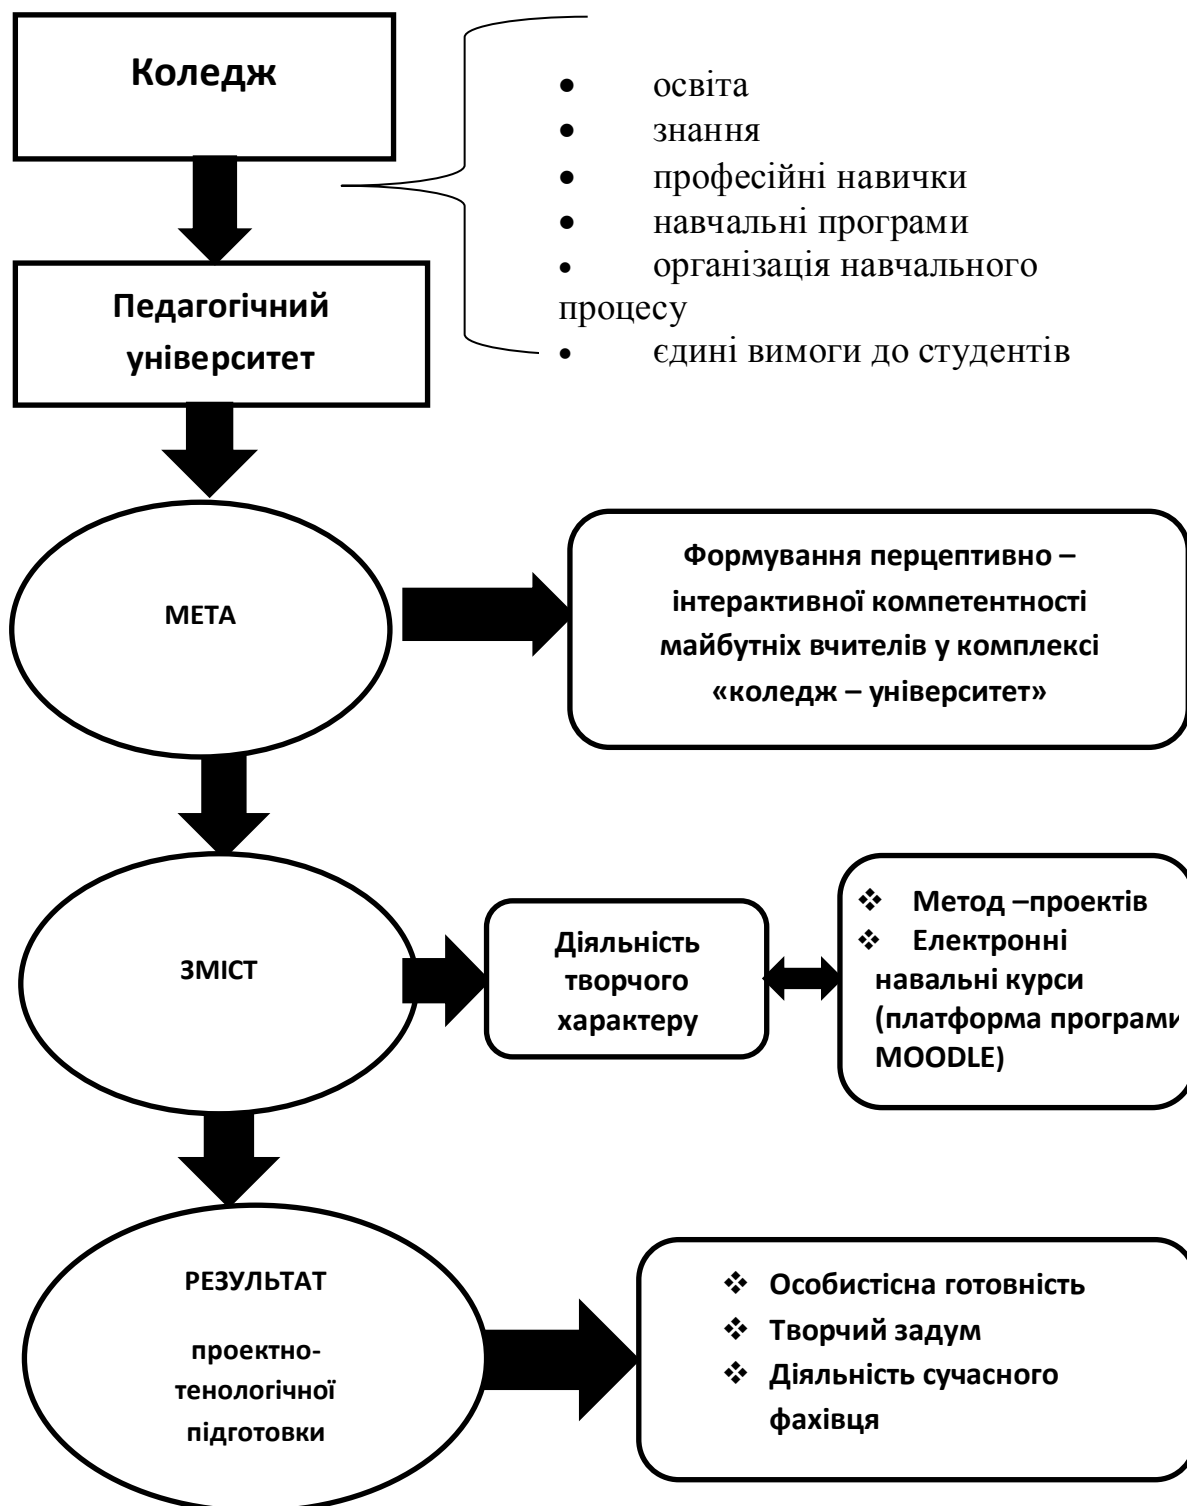 Коледж
• освіта
• знання
• професійні навички
• навчальні програми
• організація навчального
процесу
• єдині вимоги до студентів
Педагогічний
університет
МЕТА
Формування перцептивно –
інтерактивної компетентності
майбутніх вчителів у комплексі
«коледж – університет»
ЗМІСТ
Діяльність
творчого
характеру
❖ Метод –проектів
❖ Електронні
навальні курси
(платформа програми
MOODLE)
РЕЗУЛЬТАТ
проектно-
тенологічної
підготовки
❖ Особистісна готовність
❖ Творчий задум
❖ Діяльність сучасного
фахівця